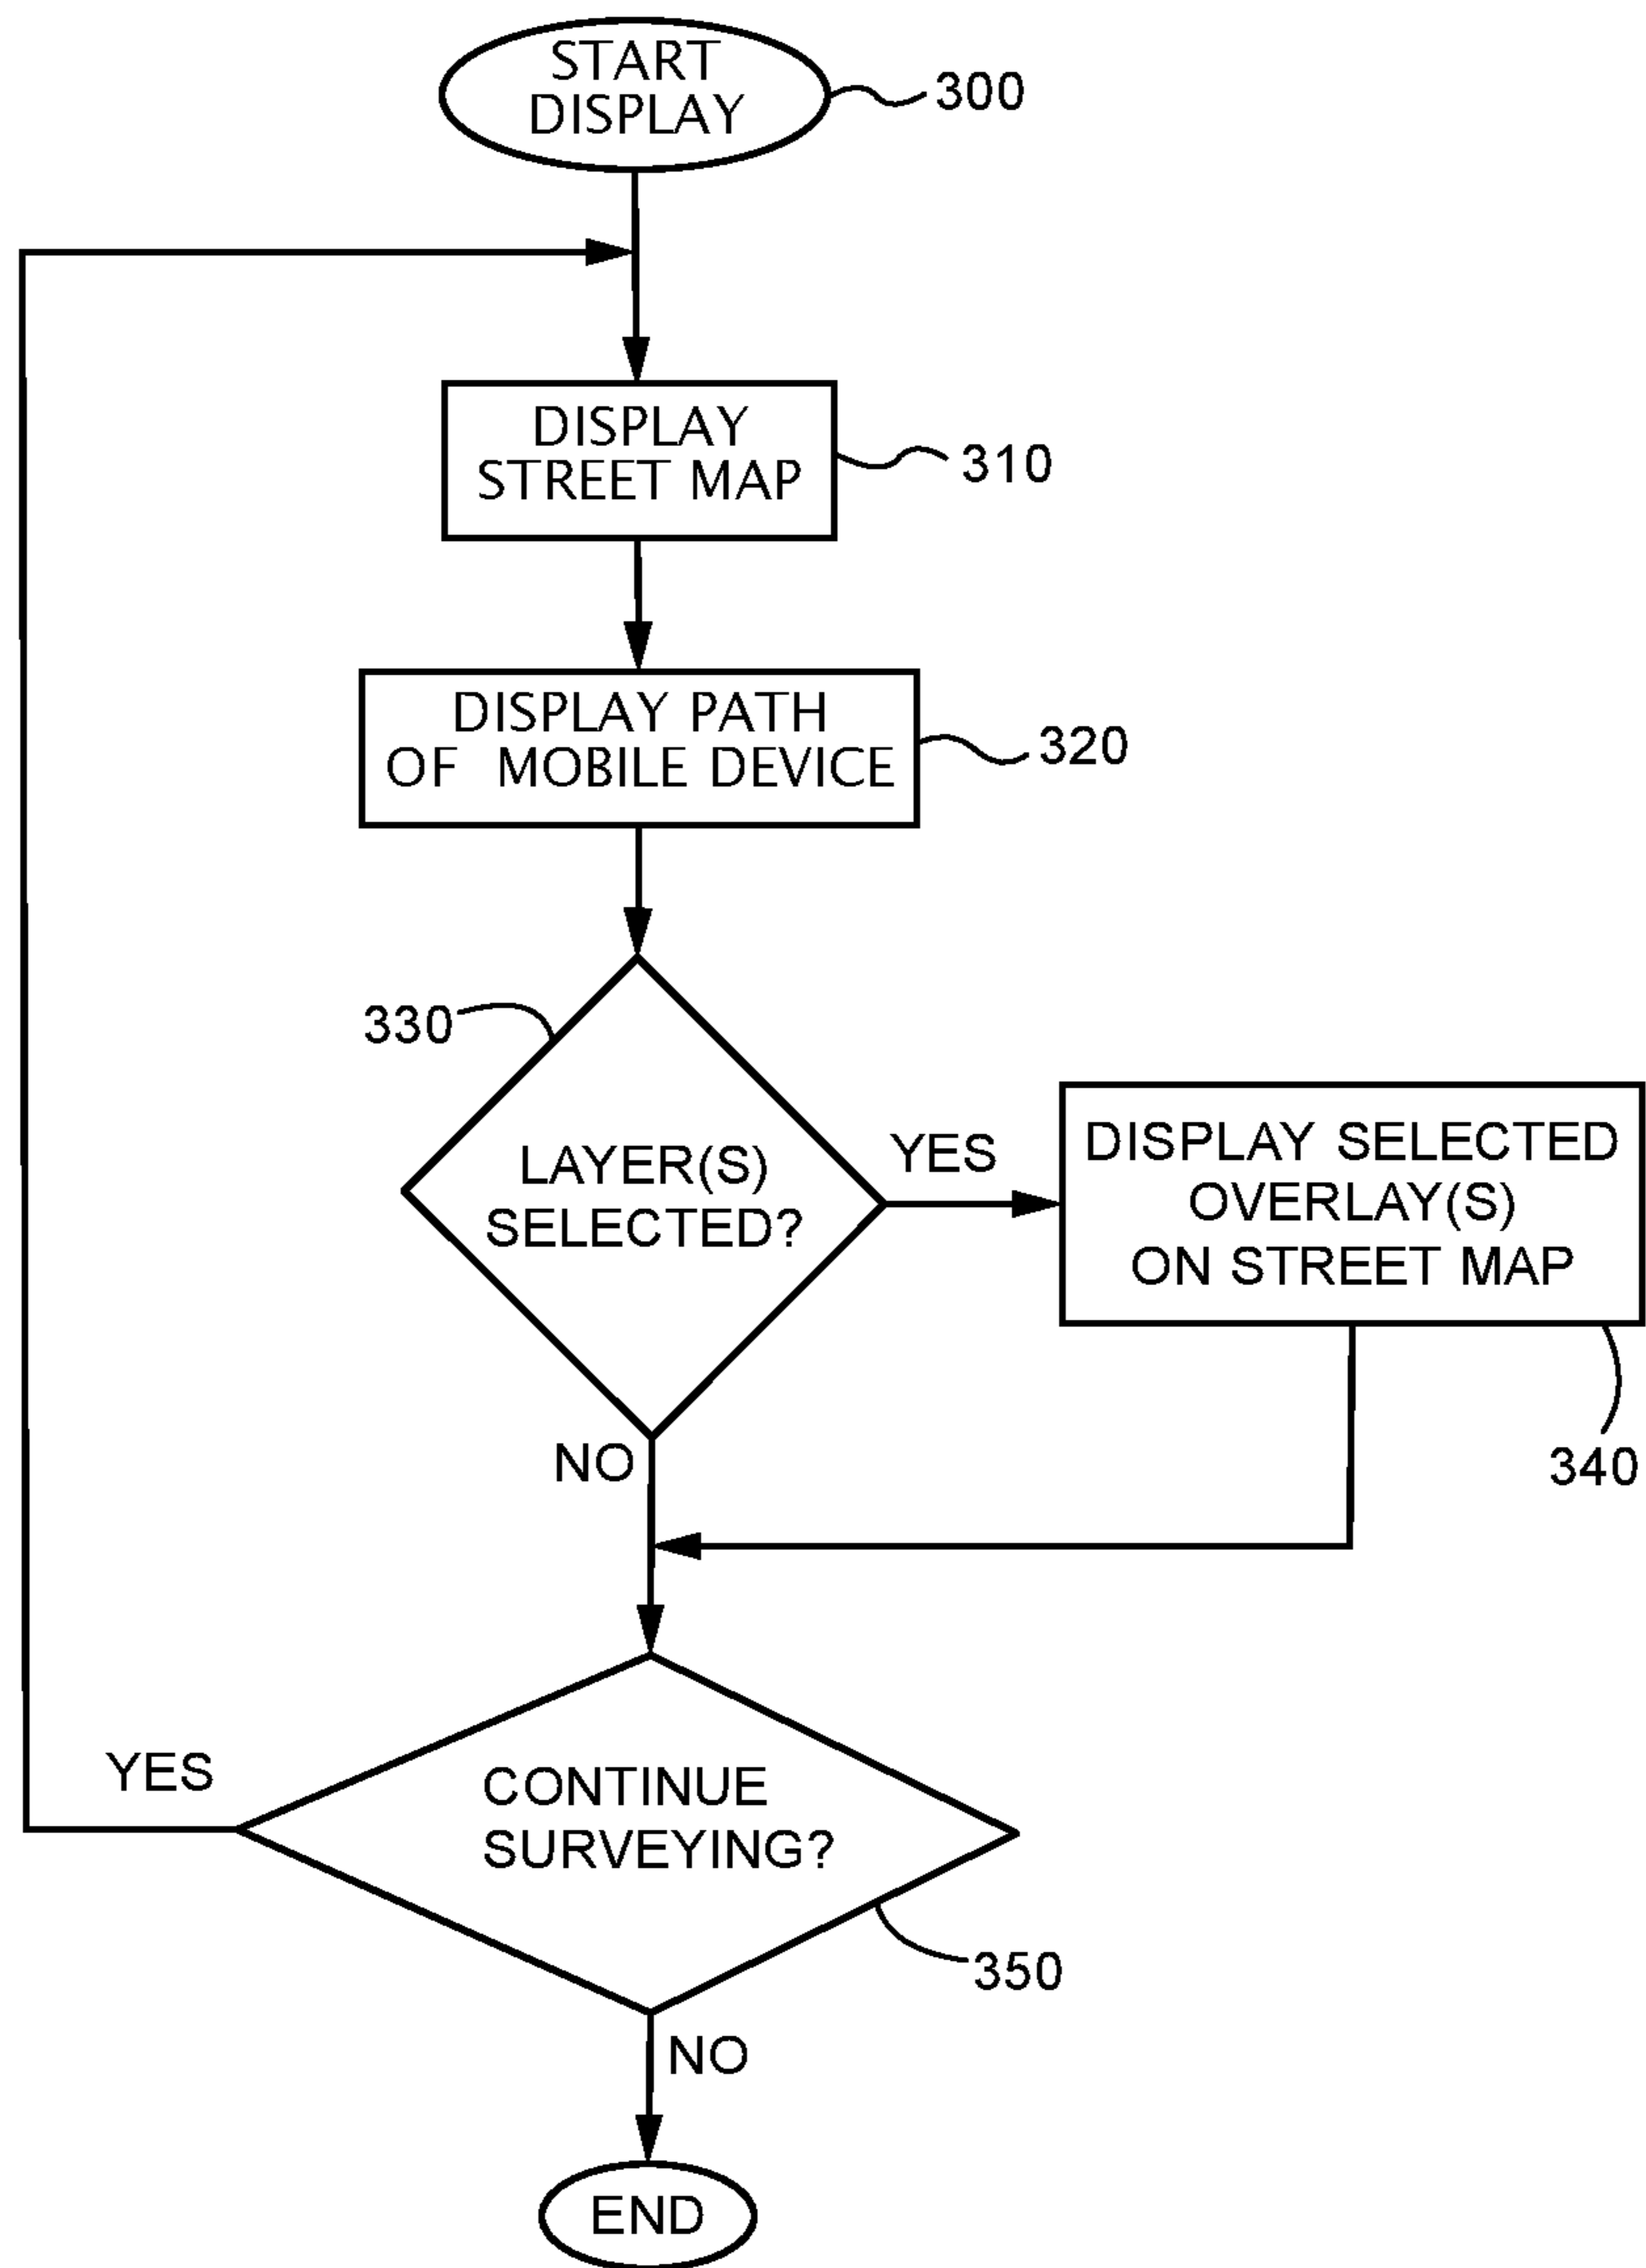 START
DISPLAY
300
DISPLAY
STREET MAP
310
DISPLAY PATH
OF MOBILE DEVICE
320
330
LAYER(S)
SELECTED?
YES
DISPLAY SELECTED
OVERLAY(S)
ON STREET MAP
340
NO
YES
CONTINUE
SURVEYING?
350
NO
END